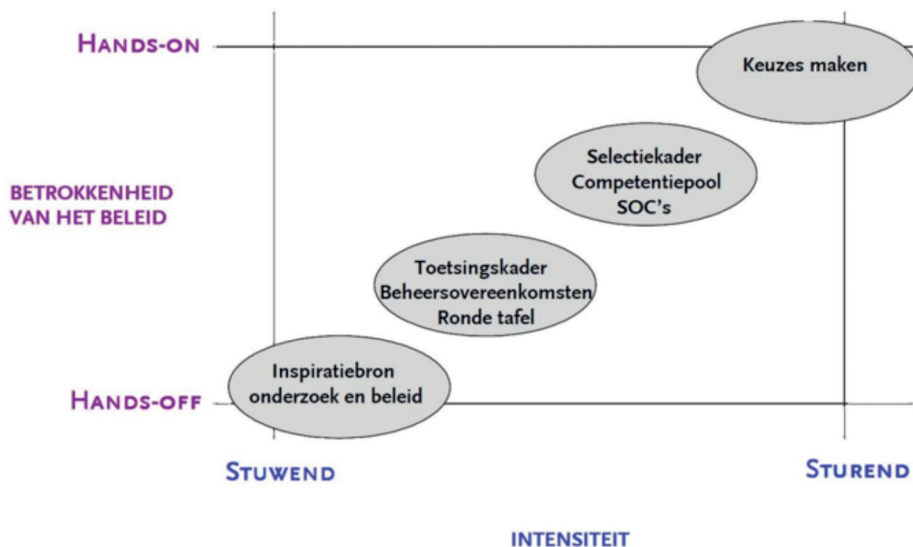 HANDS-ON
Keuzes maken
Selectiekader
Competentiepool
SOC's
BETROKKENHEID
VAN HET BELEID
Toetsingskader
Beheersovereenkomsten
Ronde tafel
Inspiratiebron
onderzoek en beleid
HANDS-OFF
STUWEND
STUREND
INTENSITEIT